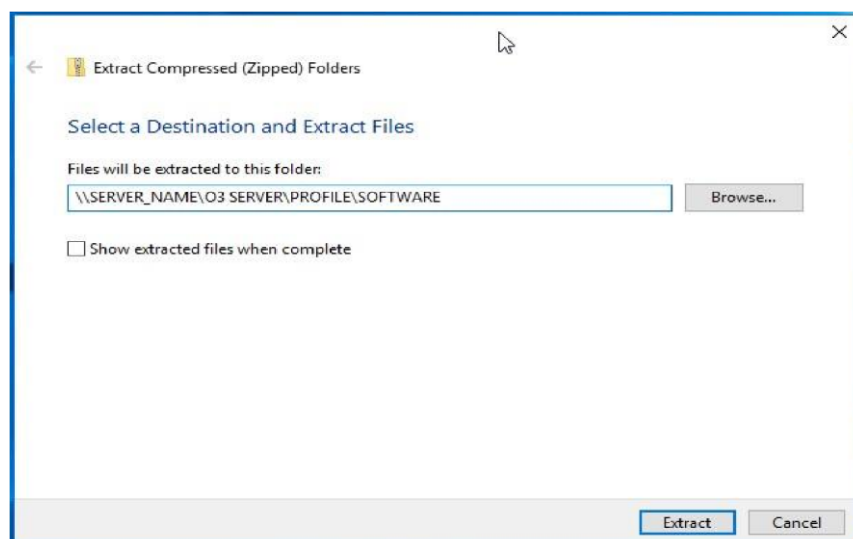 Extract Compressed (Zipped) Folders
Select a Destination and Extract Files
Files will be extracted to this folder:
\\SERVER_NAME\O3 SERVER\PROFILE\SOFTWARE
Browse...
Show extracted files when complete
Extract
Cancel